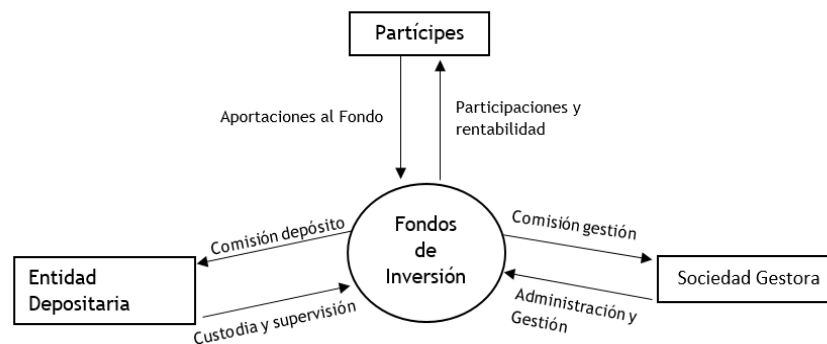 Partícipes
Aportaciones al Fondo
Participaciones y
rentabilidad
Comisión depósito
Fondos
de
Inversión
Comisión gestión
Entidad
Depositaria
Sociedad Gestora
Custodia y supervisión
Administración y
Gestión